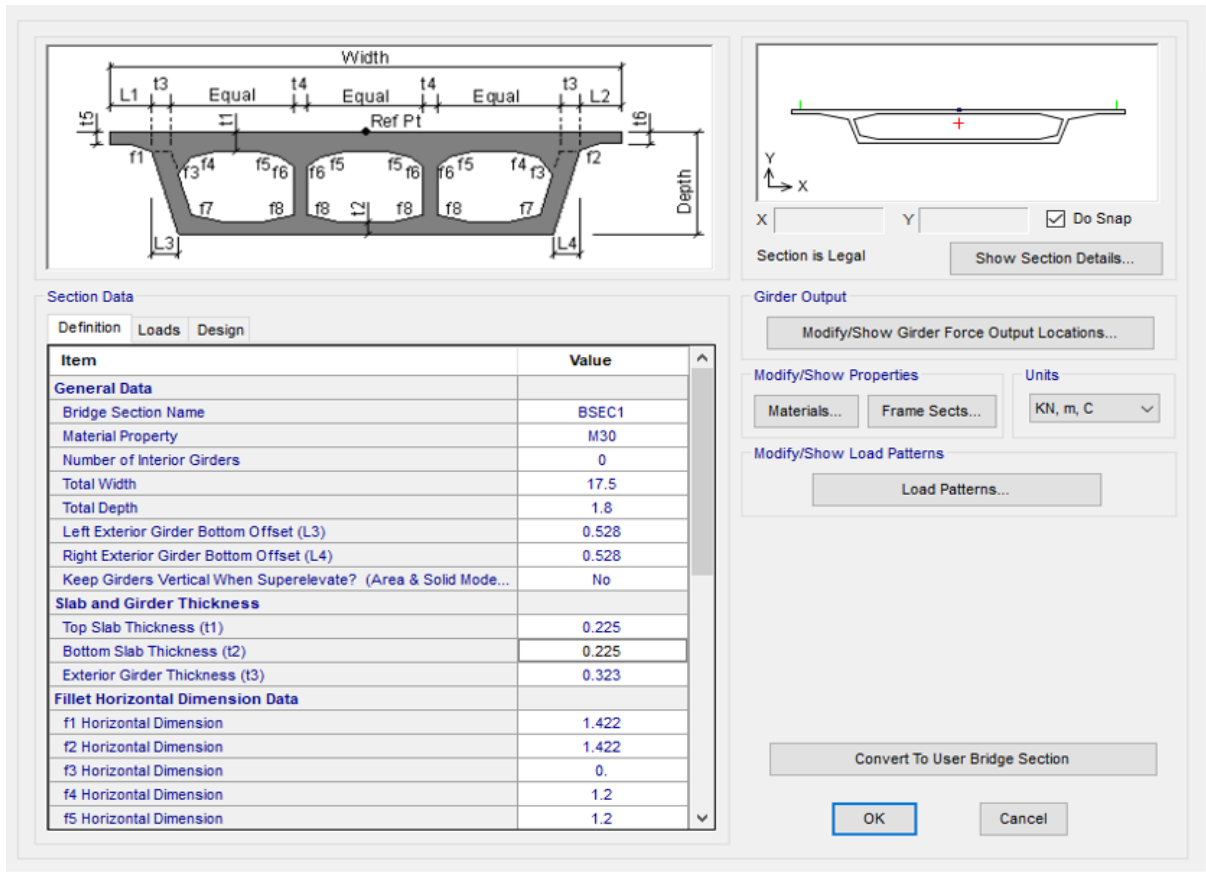 Width
t3 t4 t4 t3
L1 Equal Equal Equal L2
t5 t1 Ref Pt t6
f1 f3 f4 f5 f6 f6 f5 f5 f6 f6 f5 f4 f3 f2
Depth
f7 f8 f8 t2 f8 f8 f7
L3 L4
Y
X
X Y Do Snap
Section is Legal Show Section Details...
Section Data
Definition Loads Design
Item Value
General Data
Bridge Section Name BSEC1
Material Property M30
Number of Interior Girders 0
Total Width 17.5
Total Depth 1.8
Left Exterior Girder Bottom Offset (L3) 0.528
Right Exterior Girder Bottom Offset (L4) 0.528
Keep Girders Vertical When Superelevate? (Area & Solid Mode... No
Slab and Girder Thickness
Top Slab Thickness (t1) 0.225
Bottom Slab Thickness (t2) 0.225
Exterior Girder Thickness (t3) 0.323
Fillet Horizontal Dimension Data
f1 Horizontal Dimension 1.422
f2 Horizontal Dimension 1.422
f3 Horizontal Dimension 0.
f4 Horizontal Dimension 1.2
f5 Horizontal Dimension 1.2
Girder Output
Modify/Show Girder Force Output Locations...
Modify/Show Properties Units
Materials... Frame Sects... KN, m, C
Modify/Show Load Patterns
Load Patterns...
Convert To User Bridge Section
OK Cancel